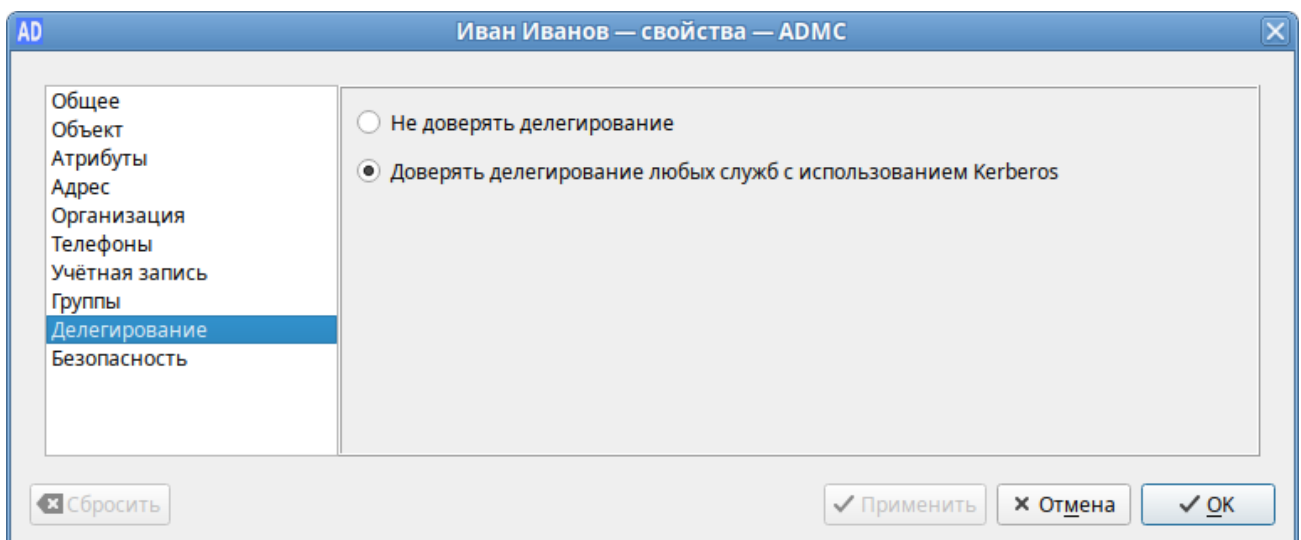 AD Иван Иванов — свойства — ADMC
Общее
Объект
Атрибуты
Адрес
Организация
Телефоны
Учётная запись
Группы
Делегирование
Безопасность
Не доверять делегирование
Доверять делегирование любых служб с использованием Kerberos
Сбросить
Применить
Отмена
OK